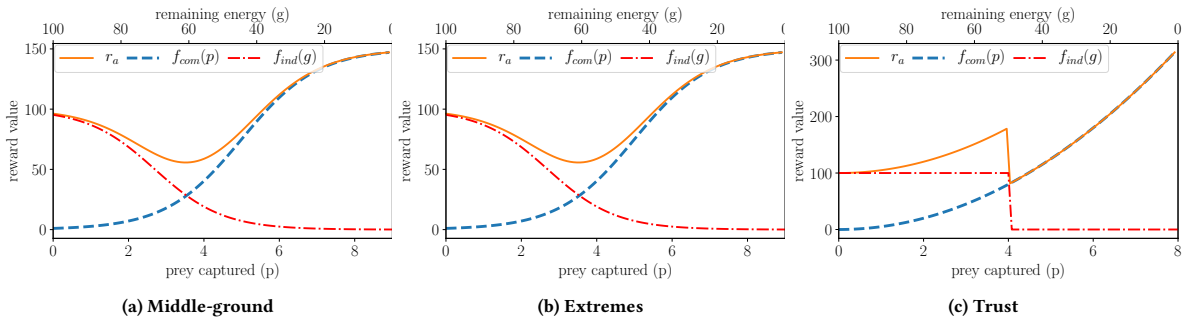 remaining energy (g)
100 80 60 40 20 0
150
100
50
0
reward value
r_a f_com(p) f_ind(g)
0 2 4 6 8
prey captured (p)
(a) Middle-ground
remaining energy (g)
100 80 60 40 20 0
150
100
50
0
reward value
r_a f_com(p) f_ind(g)
0 2 4 6 8
prey captured (p)
(b) Extremes
remaining energy (g)
100 80 60 40 20 0
300
200
100
0
reward value
r_a f_com(p) f_ind(g)
0 2 4 6 8
prey captured (p)
(c) Trust